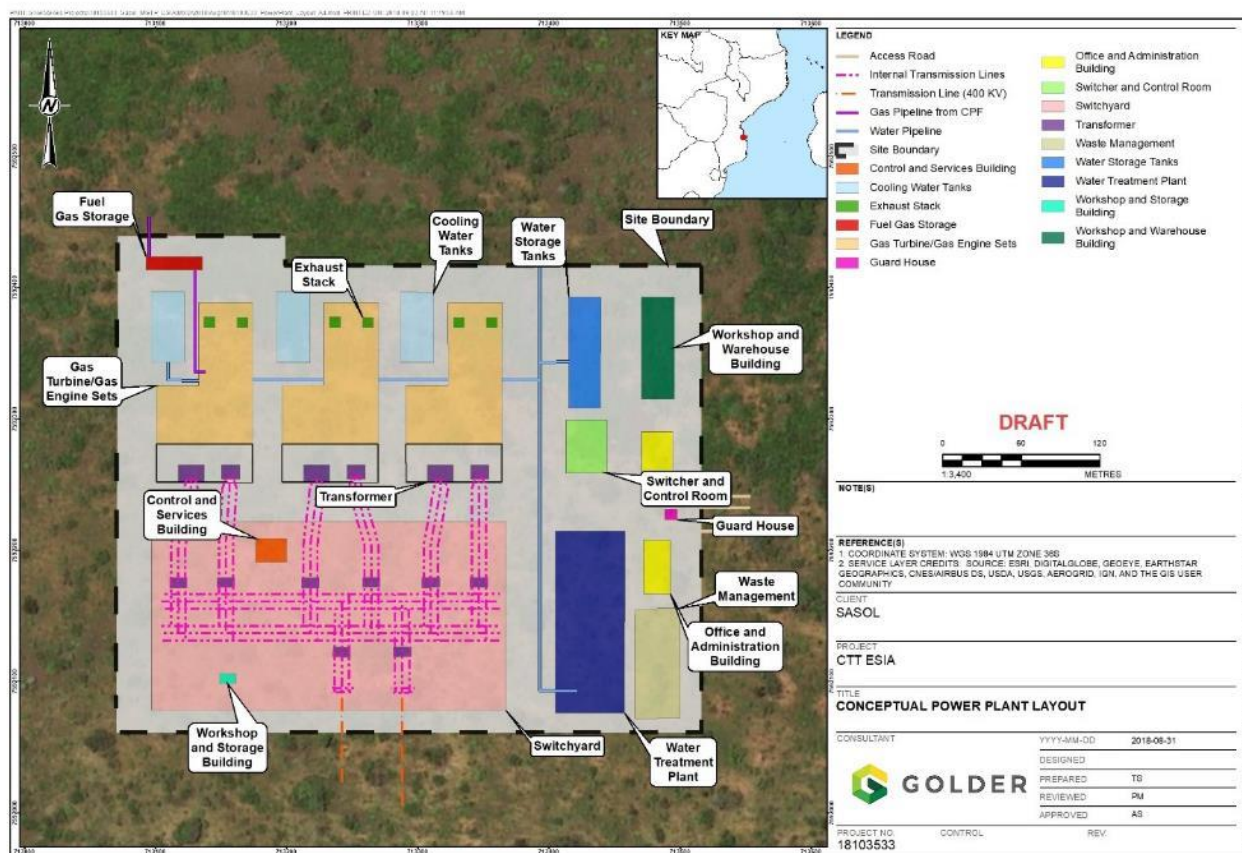 KEY MAP
N
Fuel
Gas Storage
Cooling
Water
Tanks
Water
Storage
Tanks
Site Boundary
Exhaust
Stack
Workshop and
Warehouse
Building
Gas
Turbine/Gas
Engine Sets
Control and
Services
Building
Transformer
Switcher and
Control Room
Guard House
Waste
Management
Office and
Administration
Building
Workshop
and Storage
Building
Switchyard
Water
Treatment
Plant
LEGEND
Access Road
Internal Transmission Lines
Transmission Line (400 KV)
Gas Pipeline from CPF
Water Pipeline
Site Boundary
Control and Services Building
Cooling Water Tanks
Exhaust Stack
Fuel Gas Storage
Gas Turbine/Gas Engine Sets
Guard House
Office and Administration
Building
Switcher and Control Room
Switchyard
Transformer
Waste Management
Water Storage Tanks
Water Treatment Plant
Workshop and Storage
Building
Workshop and Warehouse
Building
DRAFT
0 60 120
1:3,400 METRES
NOTE(S)
REFERENCE(S)
1. COORDINATE SYSTEM: WGS 1984 UTM ZONE 36S
2. SERVICE LAYER CREDITS: SOURCE: ESRI, DIGITALGLOBE, GEOEYE, EARTHSTAR
GEOGRAPHICS, CNES/AIRBUS DS, USDA, USGS, AEROGRID, IGN, AND THE GIS USER
COMMUNITY
CLIENT
SASOL
PROJECT
CTT ESIA
TITLE
CONCEPTUAL POWER PLANT LAYOUT
CONSULTANT
GOLDER
YYYY-MM-DD 2018-08-31
DESIGNED
PREPARED TS
REVIEWED PM
APPROVED AS
PROJECT NO. CONTROL REV.
18103533